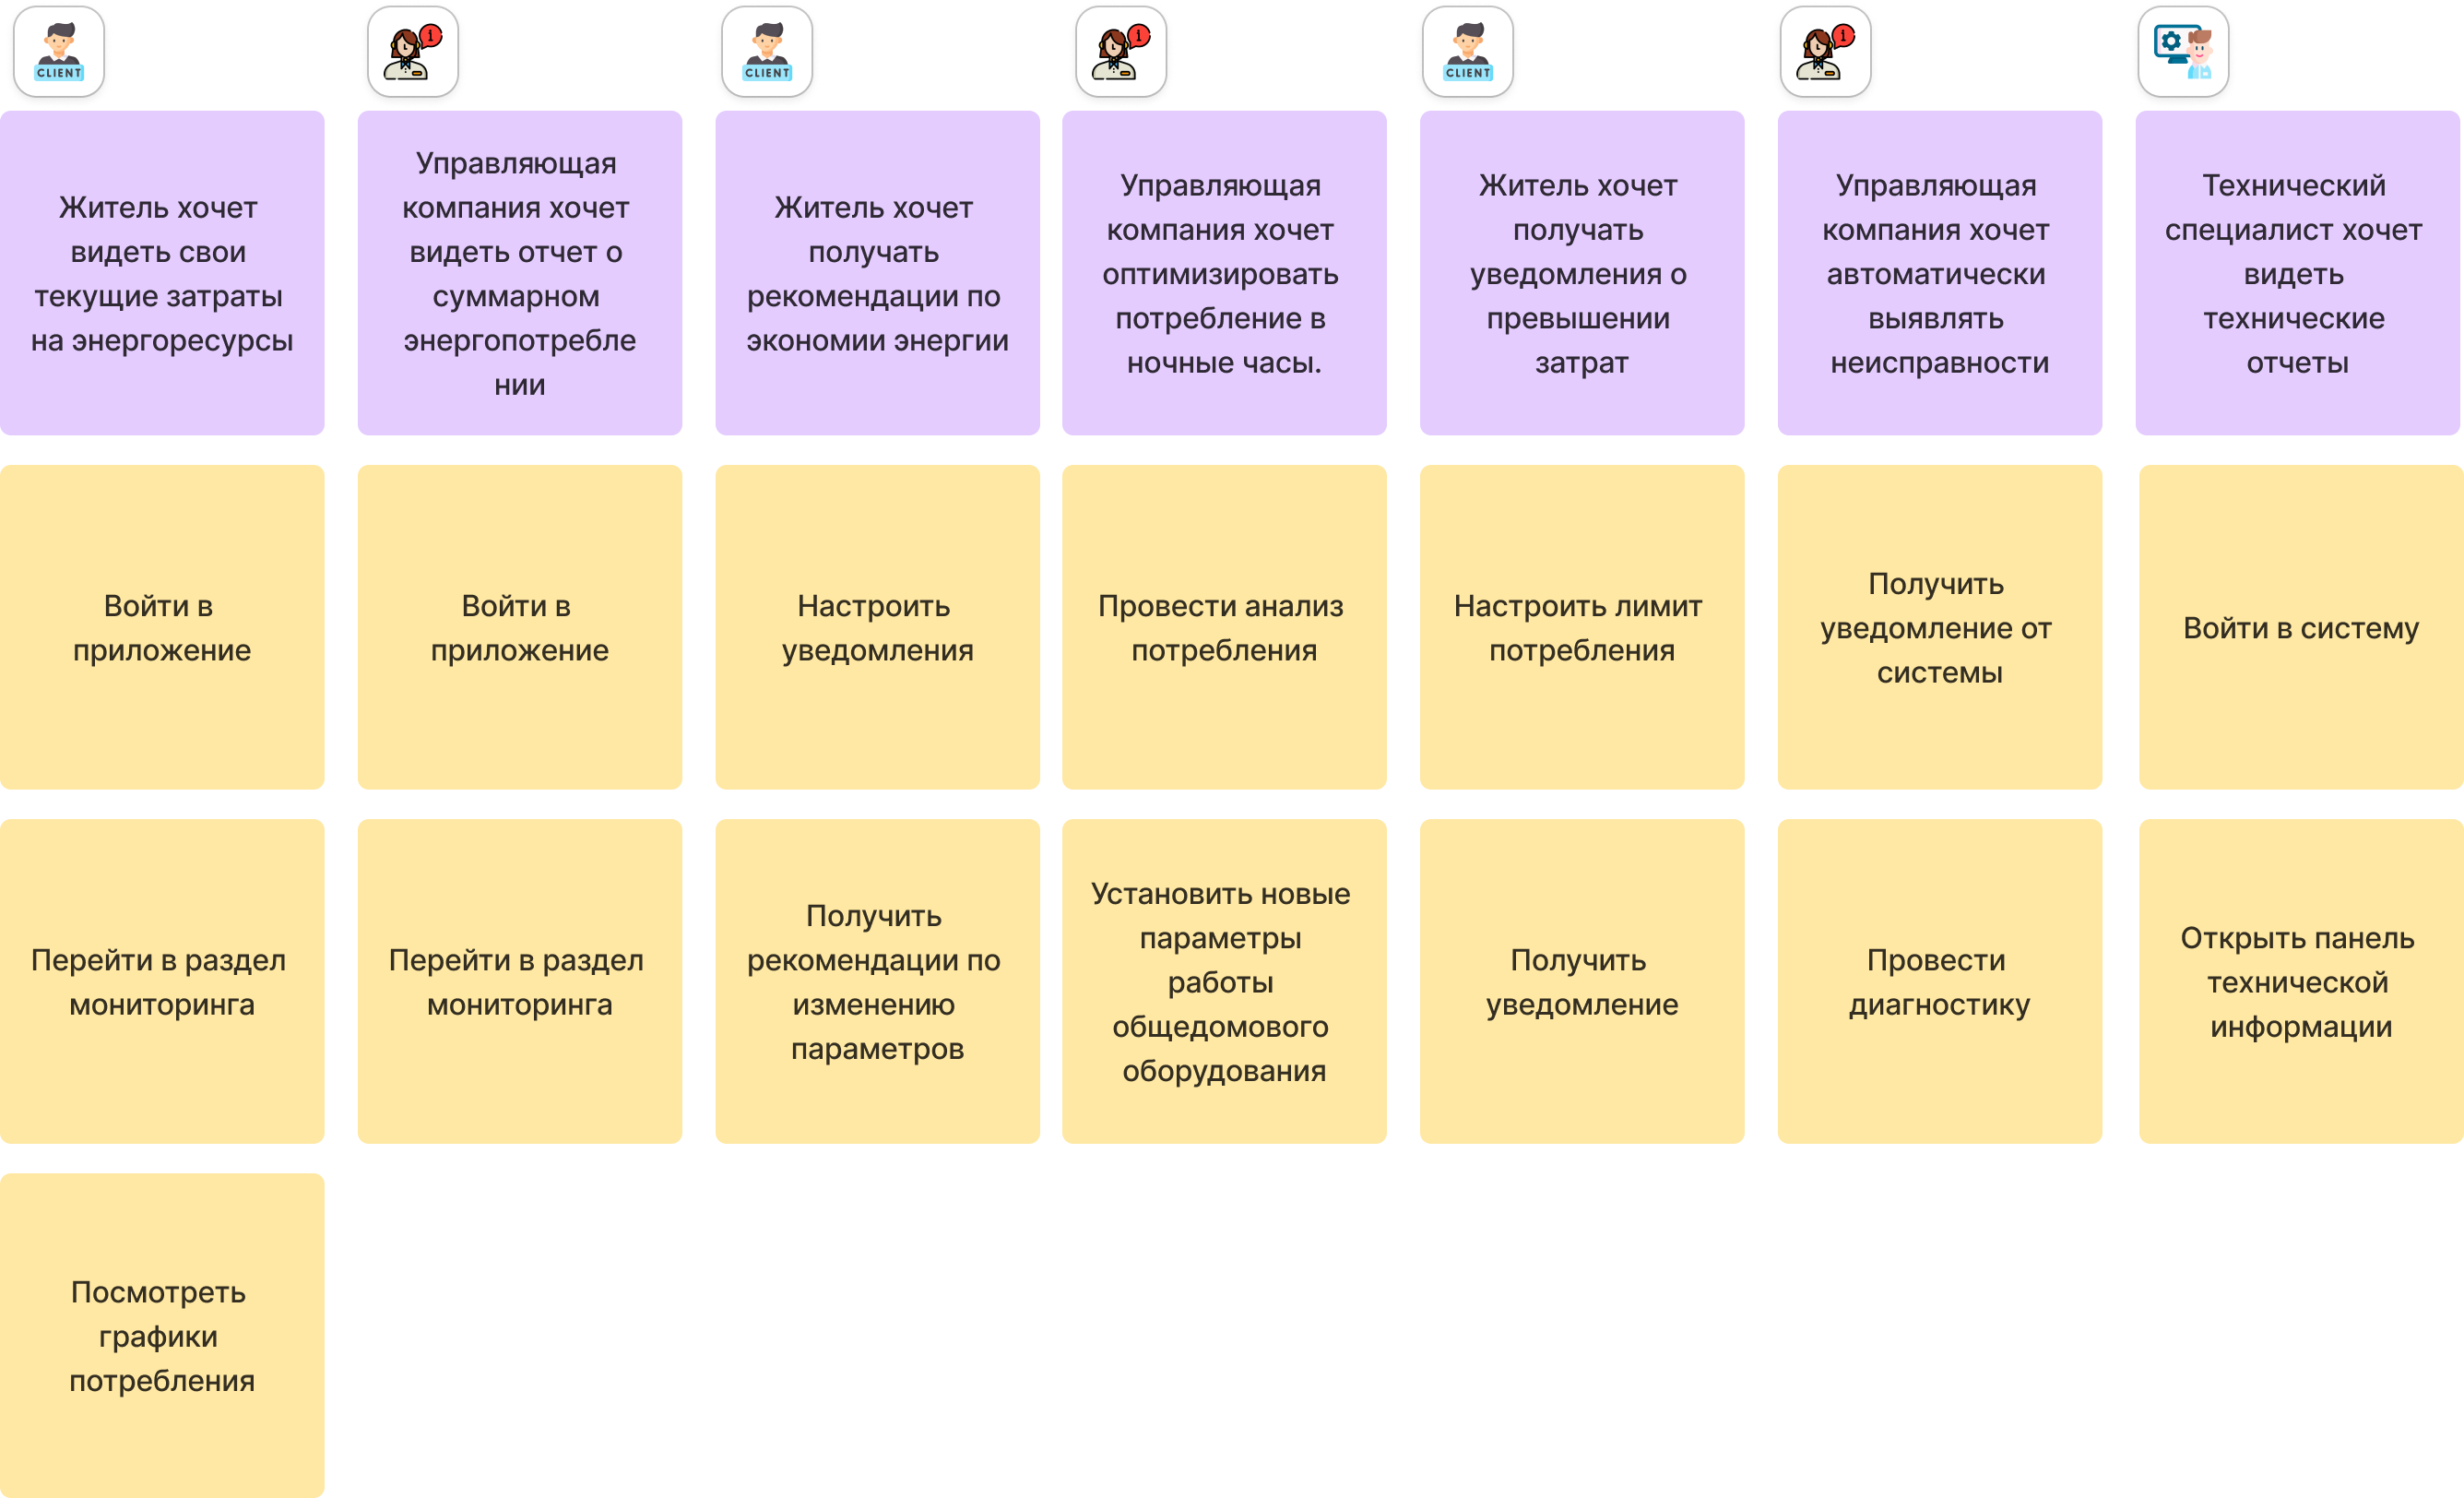 CLIENT
CLIENT
CLIENT
Житель хочет
видеть свои
текущие затраты
на энергоресурсы
Управляющая
компания хочет
видеть отчет о
суммарном
энергопотребле
нии
Житель хочет
получать
рекомендации по
экономии энергии
Управляющая
компания хочет
оптимизировать
потребление в
ночные часы.
Житель хочет
получать
уведомления о
превышении
затрат
Управляющая
компания хочет
автоматически
выявлять
неисправности
Технический
специалист хочет
видеть
технические
отчеты
Войти в
приложение
Войти в
приложение
Настроить
уведомления
Провести анализ
потребления
Настроить лимит
потребления
Получить
уведомление от
системы
Войти в систему
Перейти в раздел
мониторинга
Перейти в раздел
мониторинга
Получить
рекомендации по
изменению
параметров
Установить новые
параметры
работы
общедомового
оборудования
Получить
уведомление
Провести
диагностику
Открыть панель
технической
информации
Посмотреть
графики
потребления